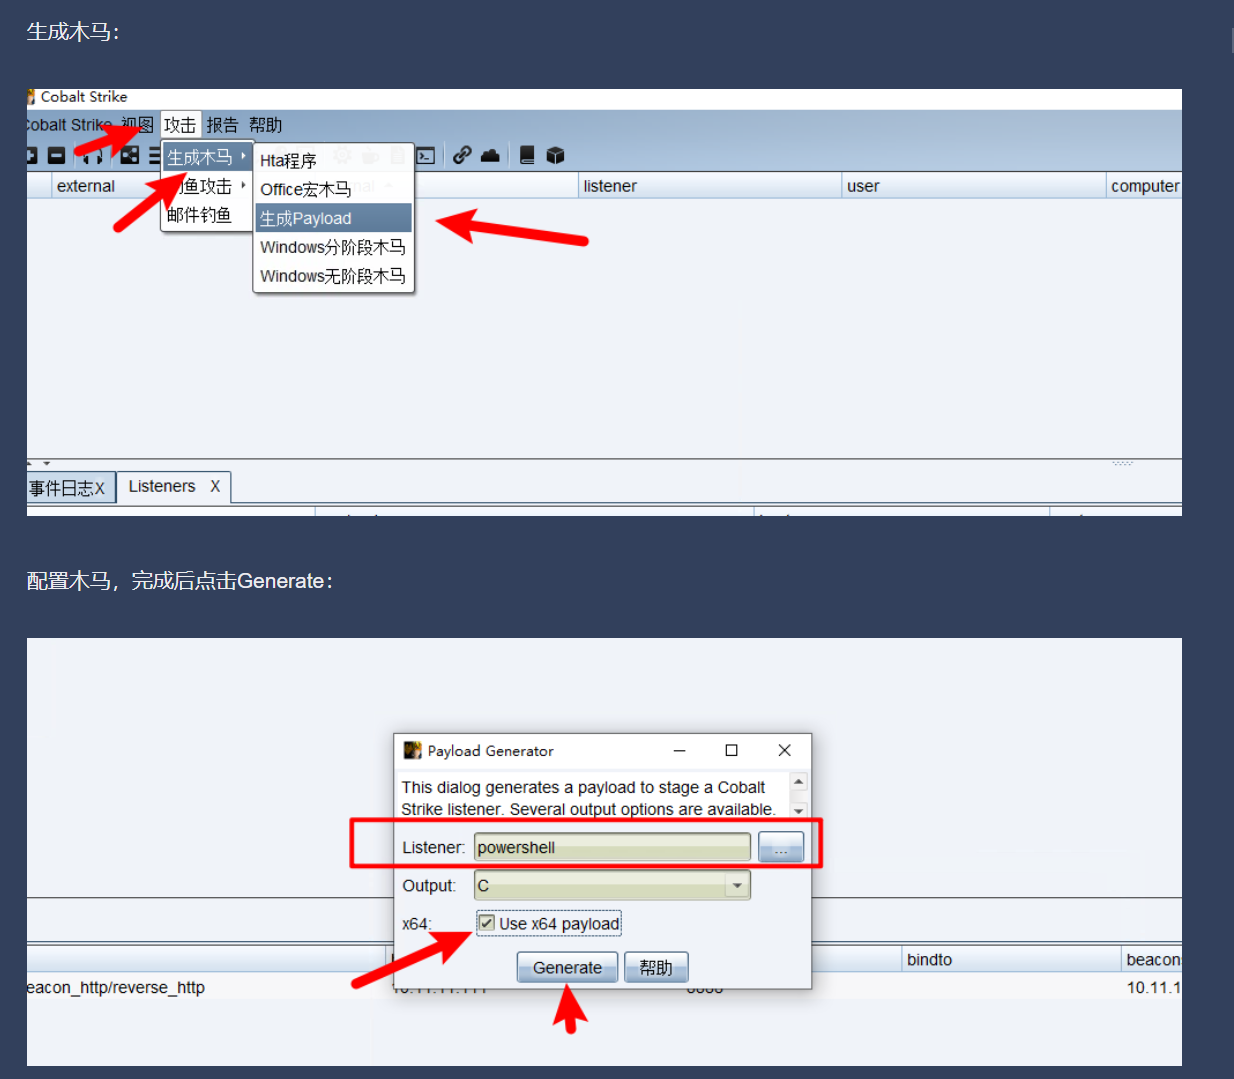 生成木马：
Cobalt Strike
Cobalt Strike 视图 攻击 报告 帮助
生成木马
Hta程序
external
钓鱼攻击
Office宏木马
listener
user
computer
邮件钓鱼
生成Payload
Windows分阶段木马
Windows无阶段木马
事件日志X
Listeners X
配置木马，完成后点击Generate：
Payload Generator
This dialog generates a payload to stage a Cobalt
Strike listener. Several output options are available.
Listener: powershell ...
Output: C
x64: Use x64 payload
Generate 帮助
bindto
beacon
eacon_http/reverse_http
10.11.1